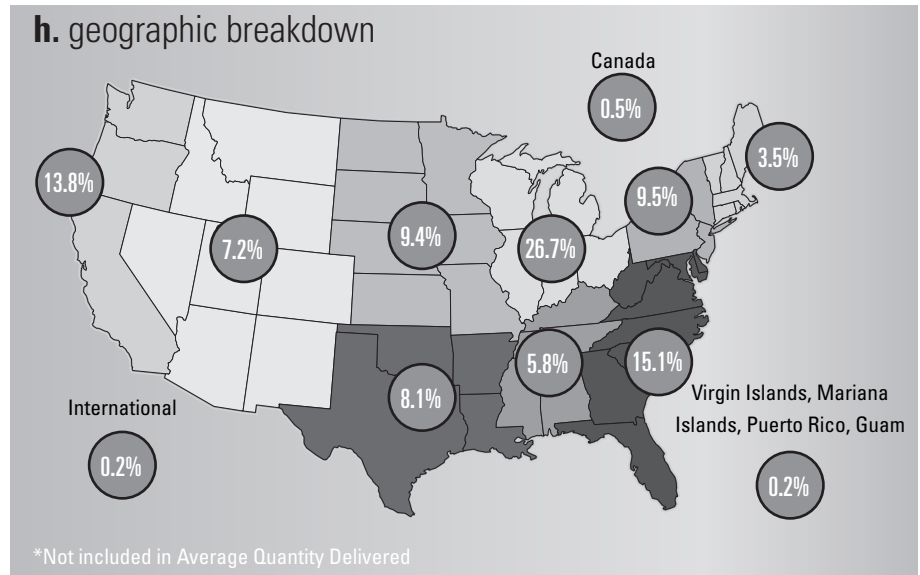 h. geographic breakdown
Canada
0.5%
3.5%
13.8%
9.5%
7.2%
9.4%
26.7%
5.8%
15.1%
8.1%
Virgin Islands, Mariana
Islands, Puerto Rico, Guam
International
0.2%
0.2%
*Not included in Average Quantity Delivered